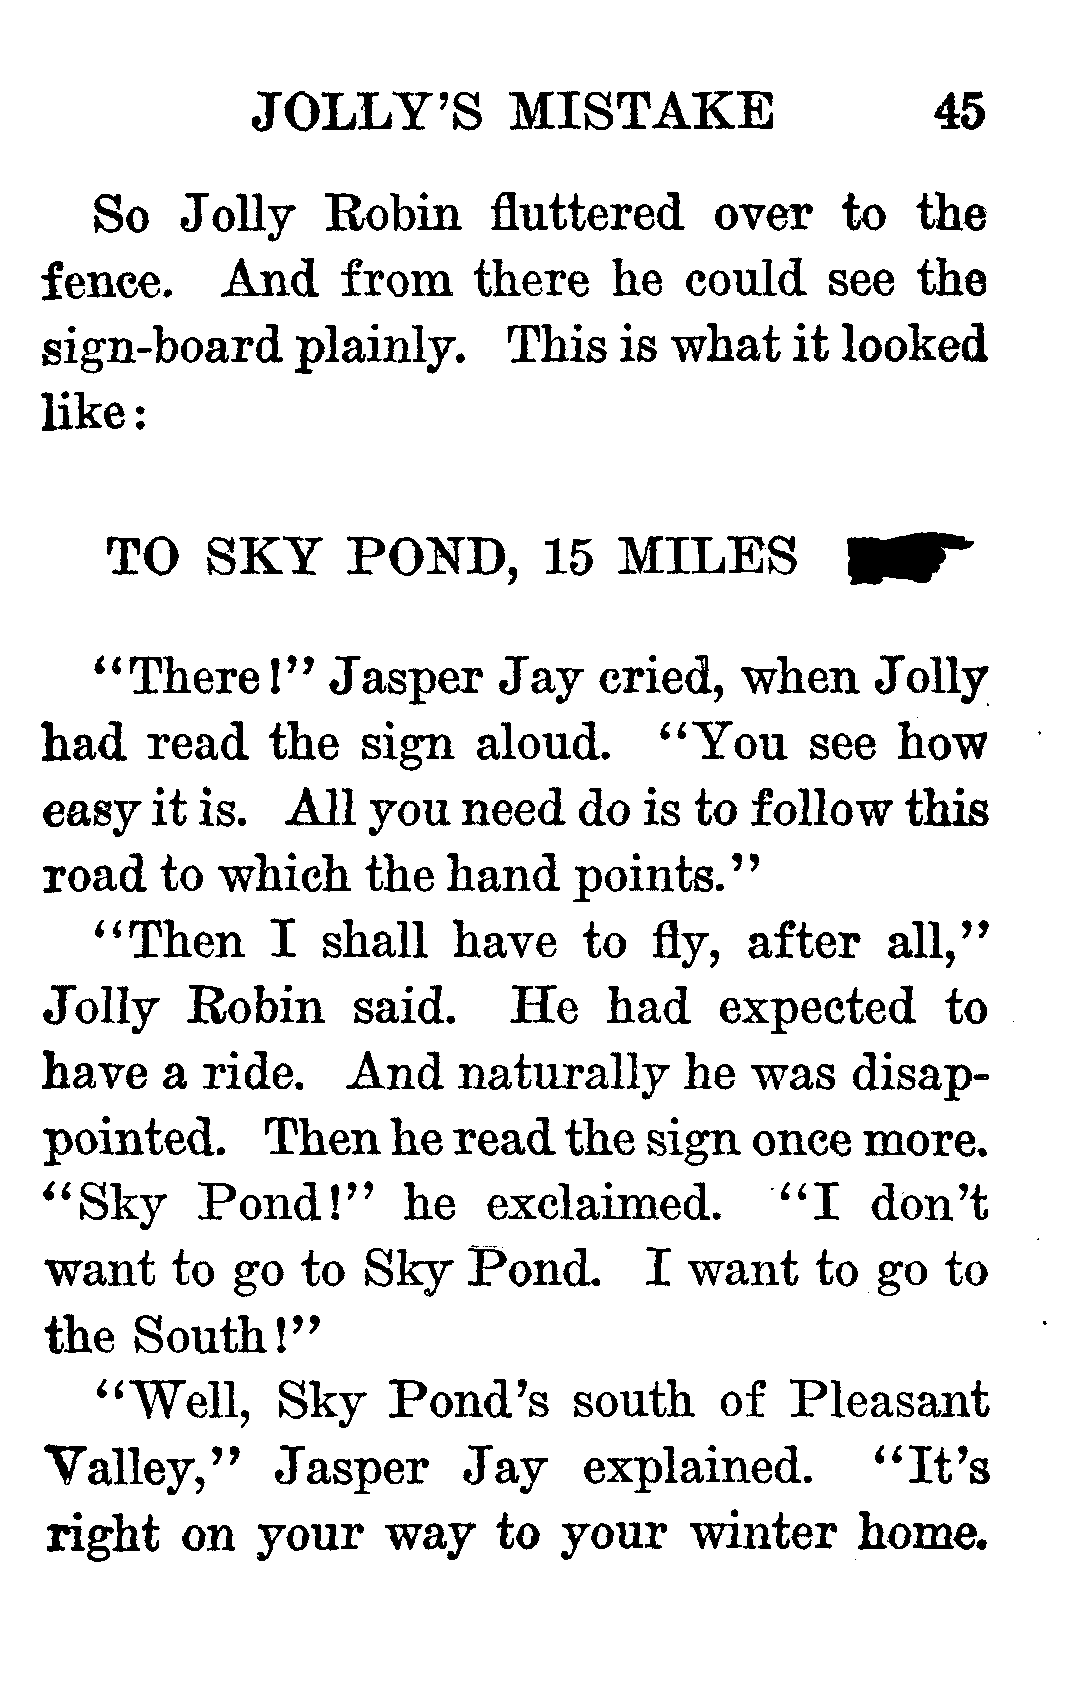 JOLLY'S MISTAKE 45
So Jolly Robin fluttered over to the
fence. And from there he could see the
sign-board plainly. This is what it looked
like:
TO SKY POND, 15 MILES
"There!" Jasper Jay cried, when Jolly
had read the sign aloud. "You see how
easy it is. All you need do is to follow this
road to which the hand points."
"Then I shall have to fly, after all,"
Jolly Robin said. He had expected to
have a ride. And naturally he was disap-
pointed. Then he read the sign once more.
"Sky Pond!" he exclaimed. "I don't
want to go to Sky Pond. I want to go to
the South!"
"Well, Sky Pond's south of Pleasant
Valley," Jasper Jay explained. "It's
right on your way to your winter home.